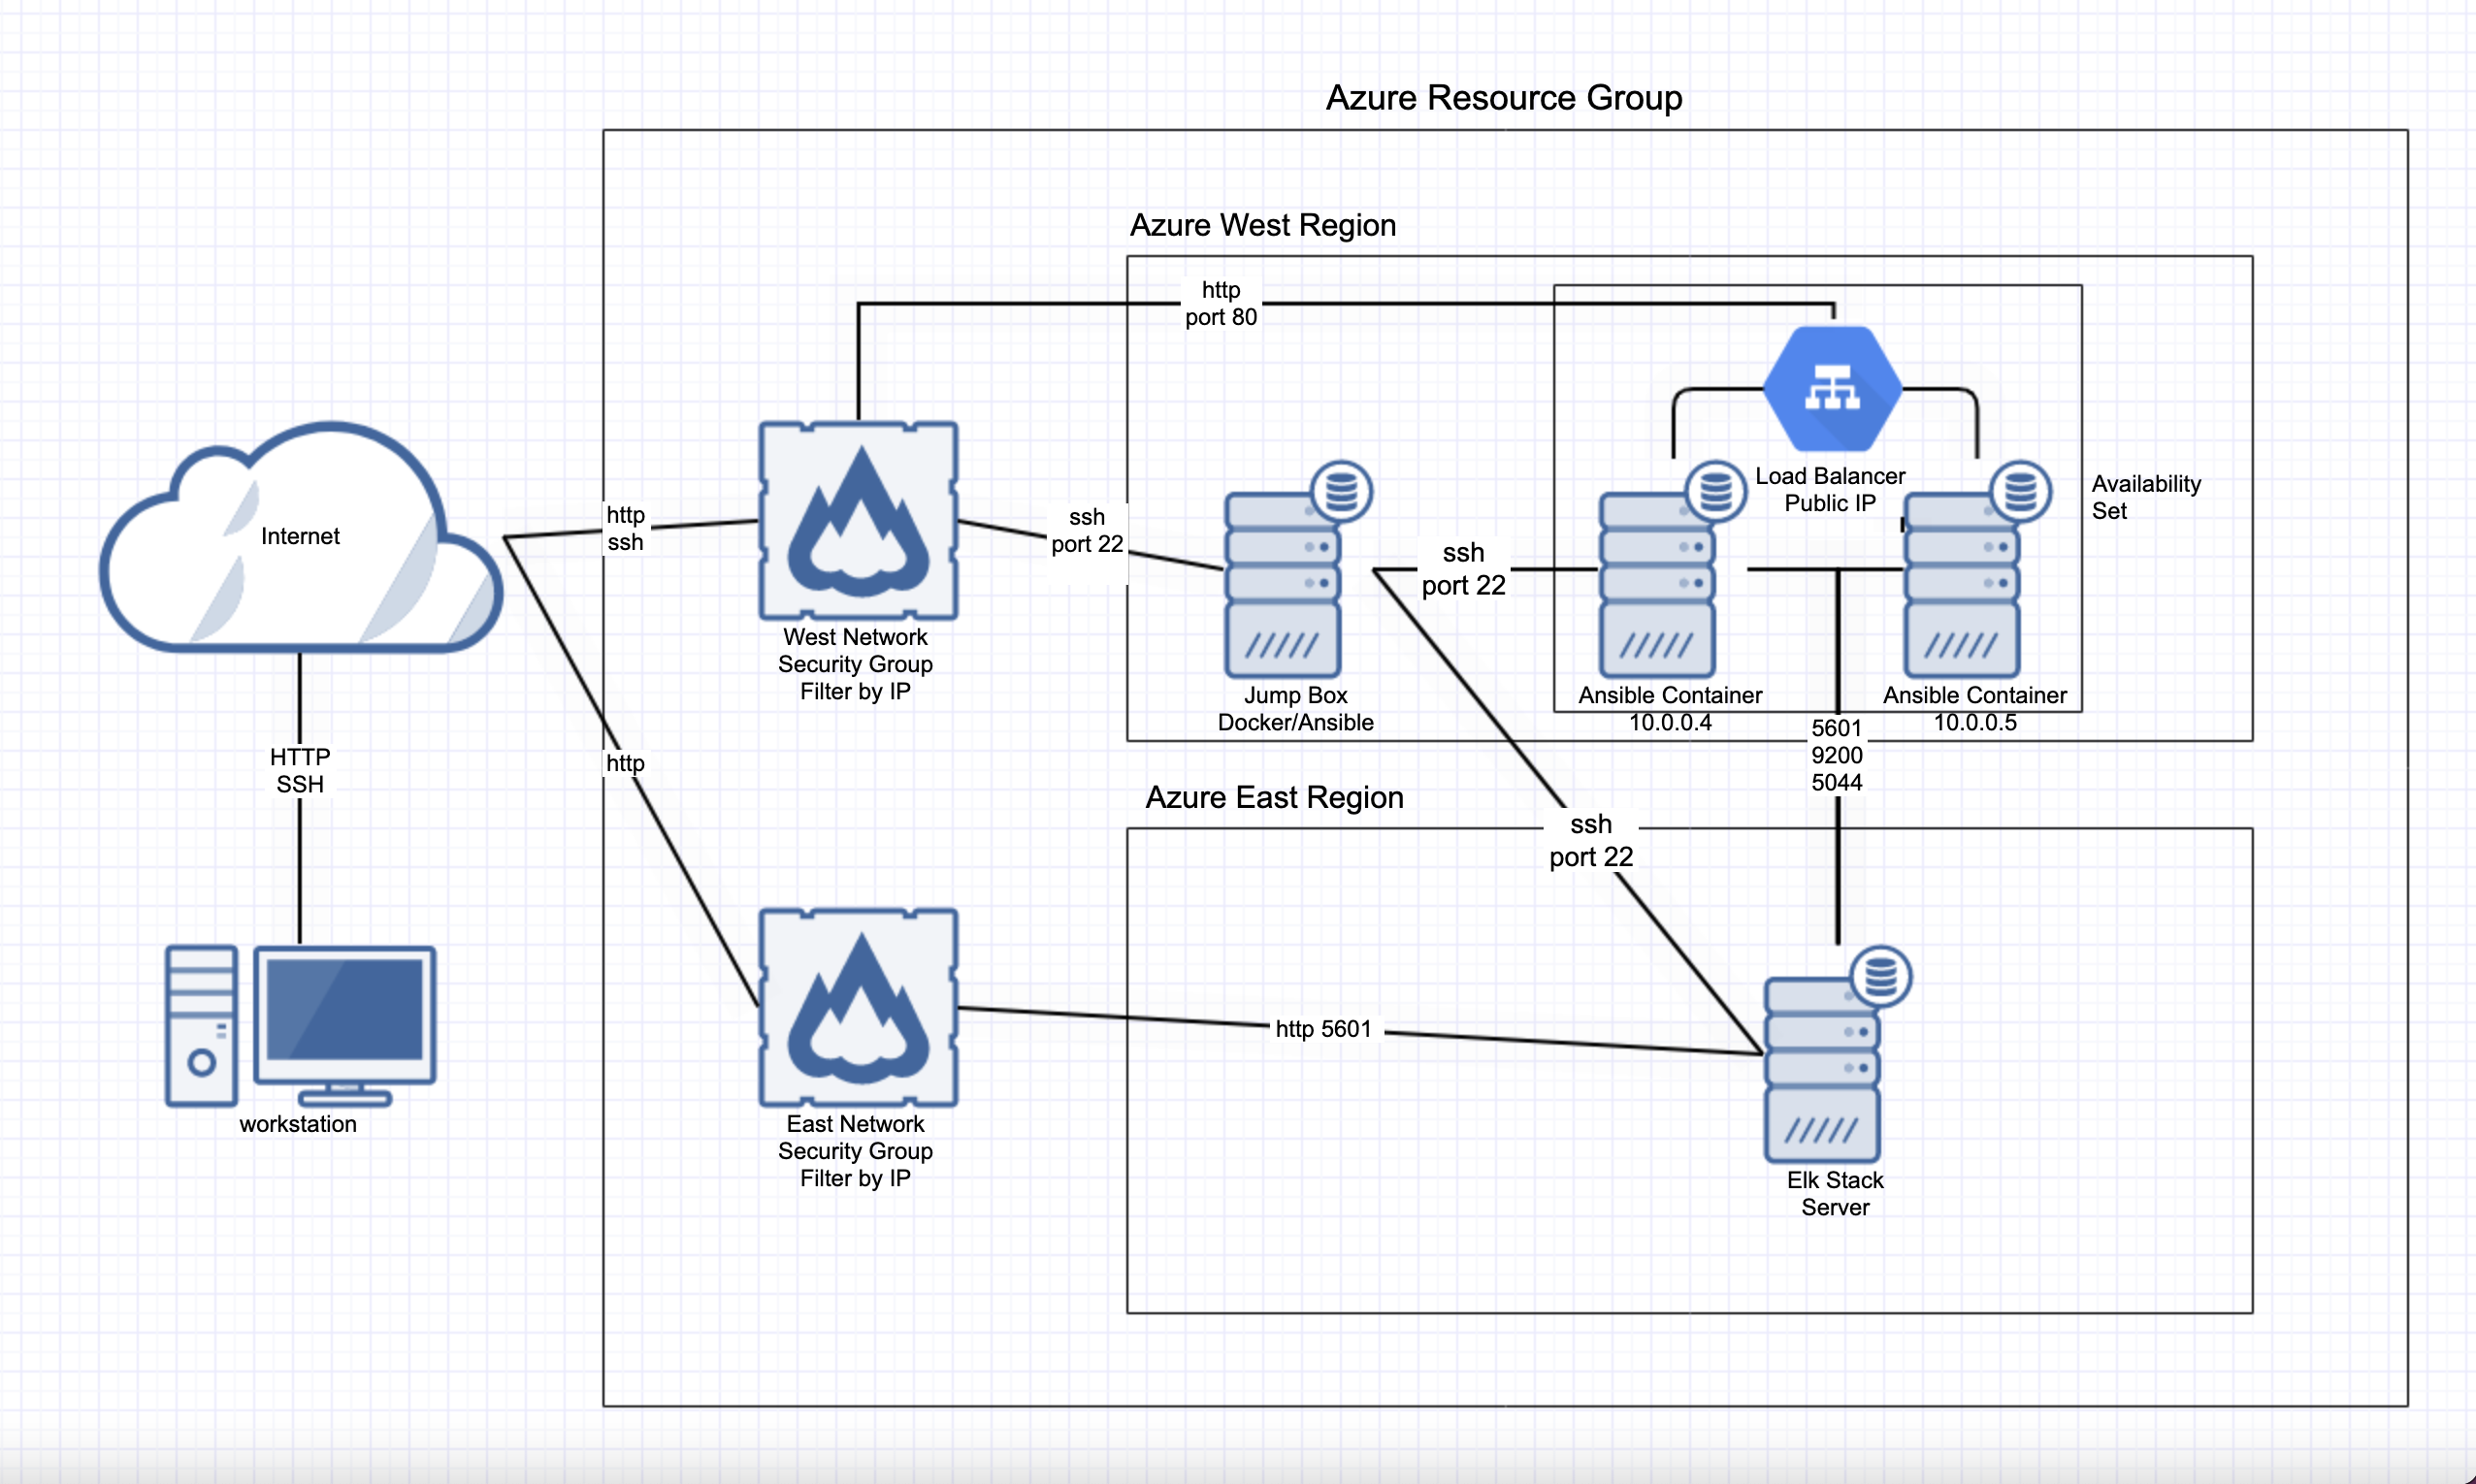 Azure Resource Group
Azure West Region
http
port 80
Internet
http
ssh
West Network
Security Group
Filter by IP
ssh
port 22
Jump Box
Docker/Ansible
ssh
port 22
Load Balancer
Public IP
Availability
Set
Ansible Container
10.0.0.4
Ansible Container
10.0.0.5
5601
9200
5044
HTTP
SSH
http
Azure East Region
ssh
port 22
http 5601
workstation
East Network
Security Group
Filter by IP
Elk Stack
Server